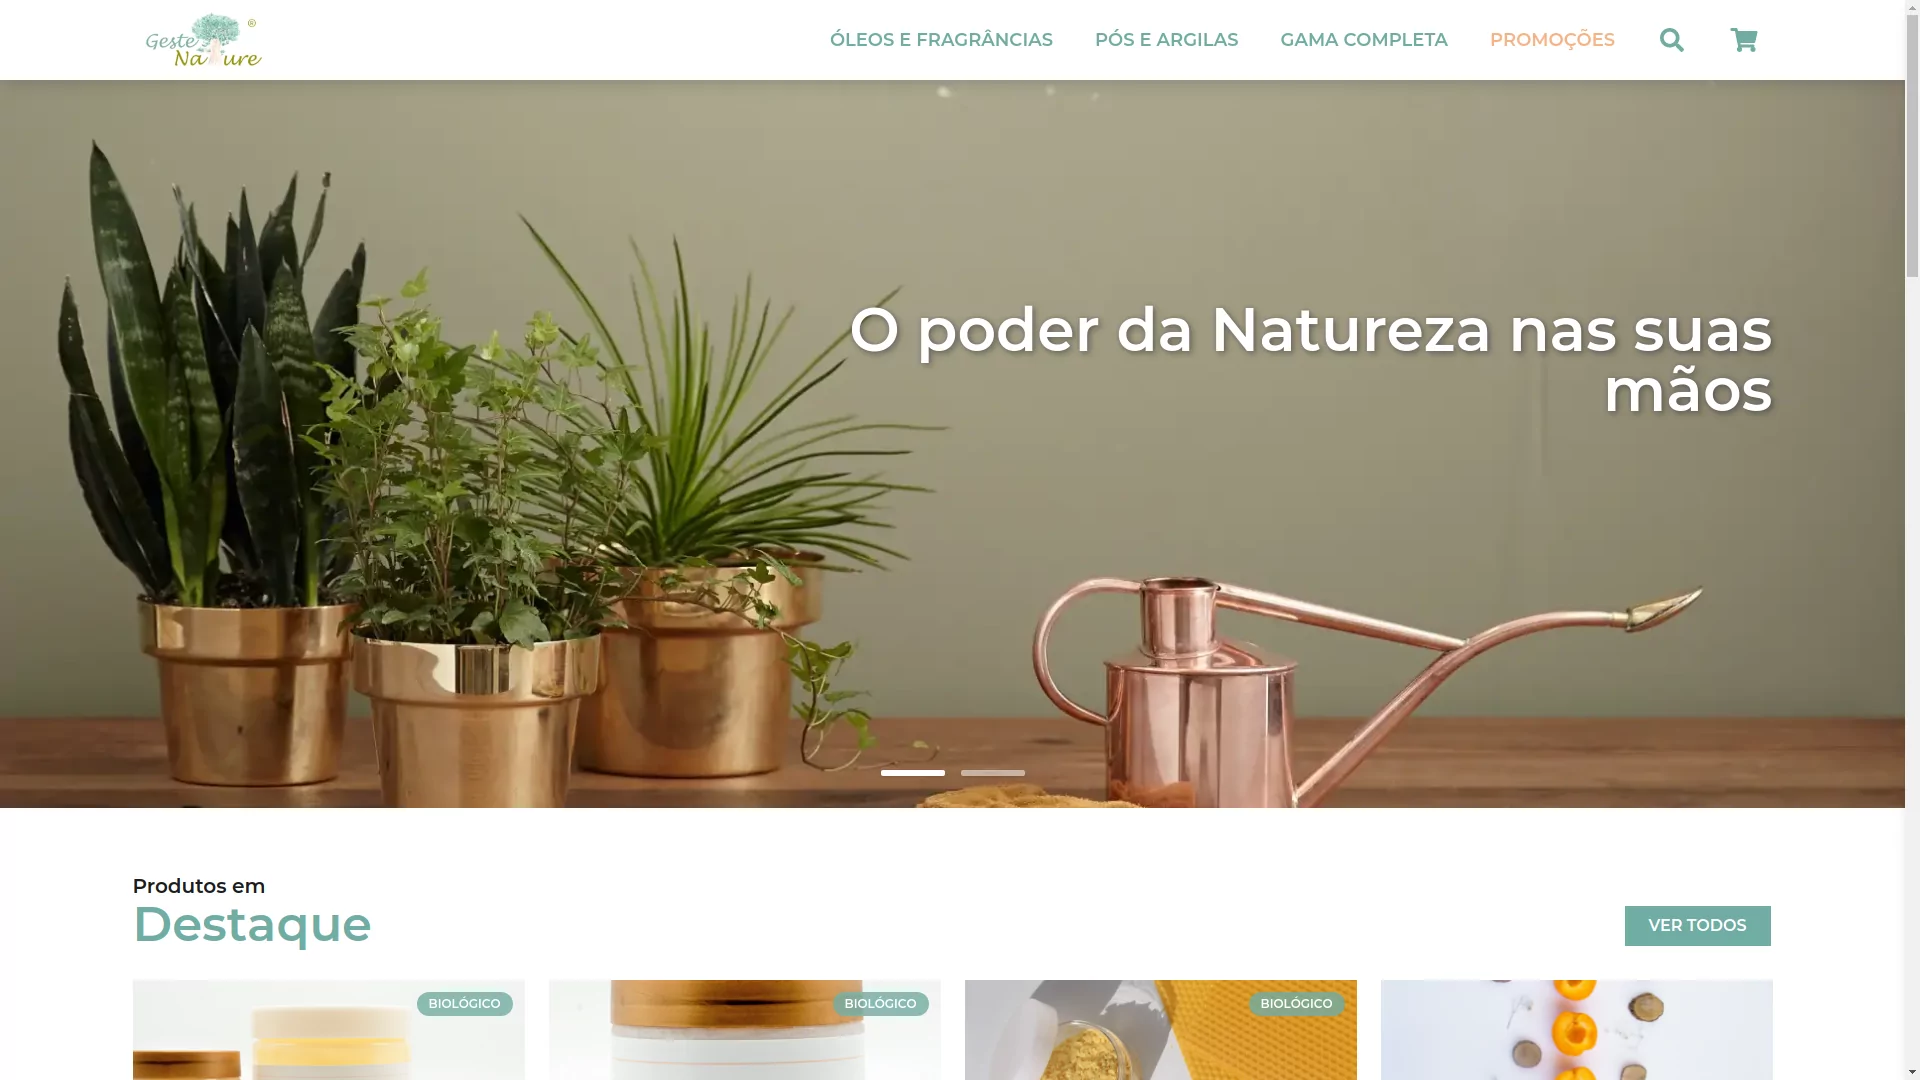 Geste Nature ®
ÓLEOS E FRAGRÂNCIAS PÓS E ARGILAS GAMA COMPLETA PROMOÇÕES
O poder da Natureza nas suas
mãos
Produtos em
Destaque
VER TODOS
BIOLÓGICO
BIOLÓGICO
BIOLÓGICO